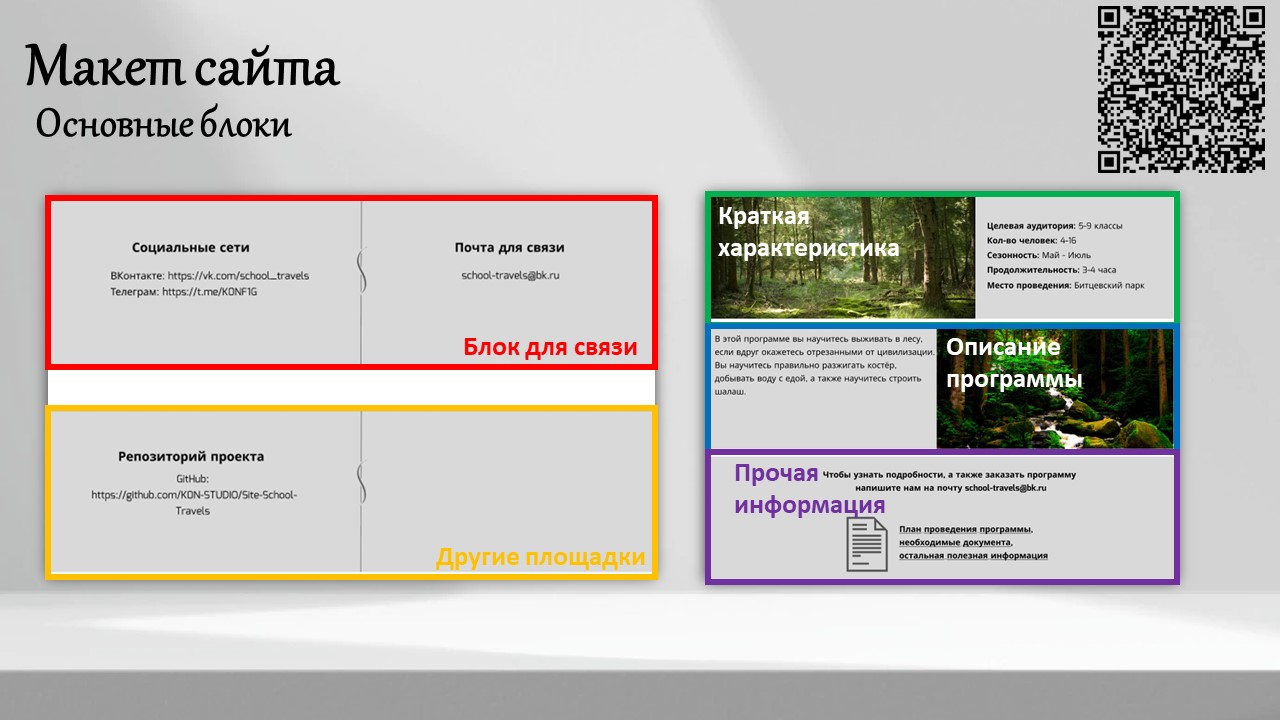 Макет сайта
Основные блоки
Социальные сети
ВКонтакте: https://vk.com/school_travels
Телеграм: https://t.me/K0NF1G
Почта для связи
school-travels@bk.ru
Блок для связи
Репозиторий проекта
GitHub:
https://github.com/KON-STUDIO/Site-School-
Travels
Другие площадки
Краткая
характеристика
Целевая аудитория: 5-9 классы
Кол-во человек: 4-16
Сезонность: Май - Июль
Продолжительность: 3-4 часа
Место проведения: Битцевский парк
В этой программе вы научитесь выживать в лесу,
если вдруг окажетесь отрезанными от цивилизации.
Вы научитесь правильно разжигать костёр,
добывать воду с едой, а также научитесь строить
шалаш.
Описание
программы
Прочая
информация
Чтобы узнать подробности, а также заказать программу
напишите нам на почту school-travels@bk.ru
План проведения программы,
необходимые документа,
остальная полезная информация